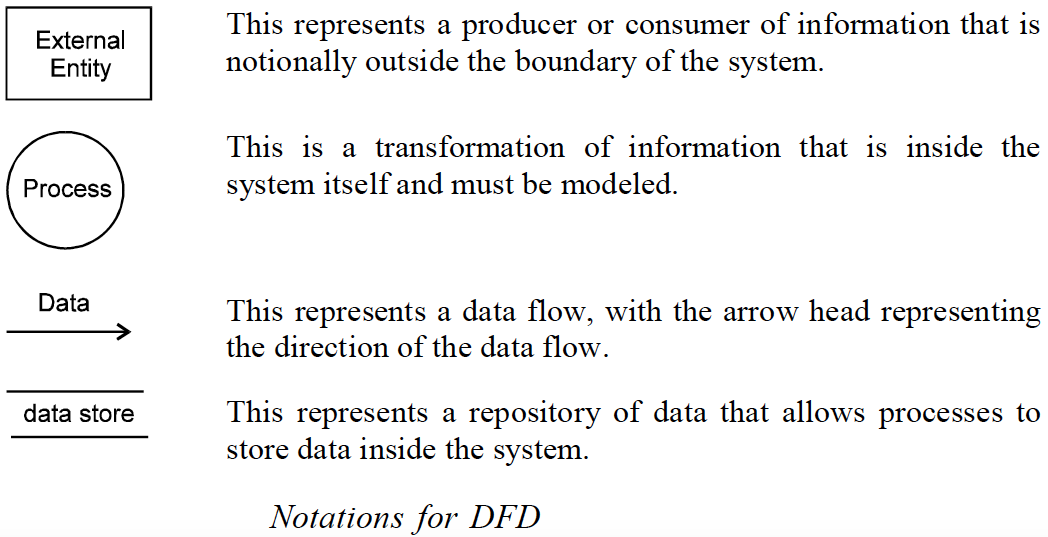 External
Entity
This represents a producer or consumer of information that is
notionally outside the boundary of the system.
Process
This is a transformation of information that is inside the
system itself and must be modeled.
Data
This represents a data flow, with the arrow head representing
the direction of the data flow.
data store
This represents a repository of data that allows processes to
store data inside the system.
Notations for DFD